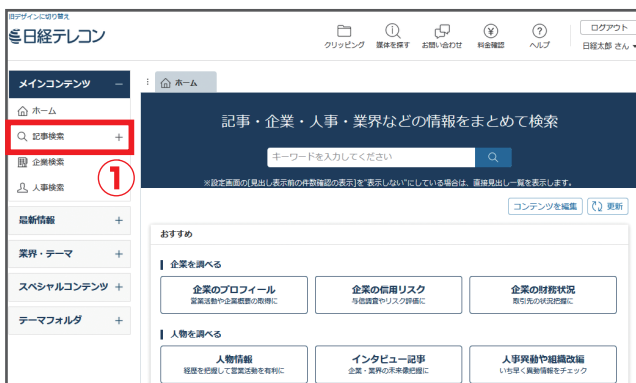 旧デザインに切り替え
日経テレコン
クリッピング 媒体を探す お問い合わせ 料金確認 ヘルプ
ログアウト
日経太郎 さん
メインコンテンツ
ホーム
記事検索
企業検索
人事検索
1
最新情報
業界・テーマ
スペシャルコンテンツ
テーマフォルダ
ホーム
記事・企業・人事・業界などの情報をまとめて検索
キーワードを入力してください
※設定画面の[見出し表示前の件数確認の表示]を"表示しない"にしている場合は、直接見出し一覧を表示します。
コンテンツを編集 更新
おすすめ
企業を調べる
企業のプロフィール
営業活動や企業概要の取得に
企業の信用リスク
与信調査やリスク評価に
企業の財務状況
取引先の状況把握に
人物を調べる
人物情報
経歴を把握して営業活動を有利に
インタビュー記事
企業・業界の未来像把握に
人事異動や組織改編
いち早く異動情報をチェック